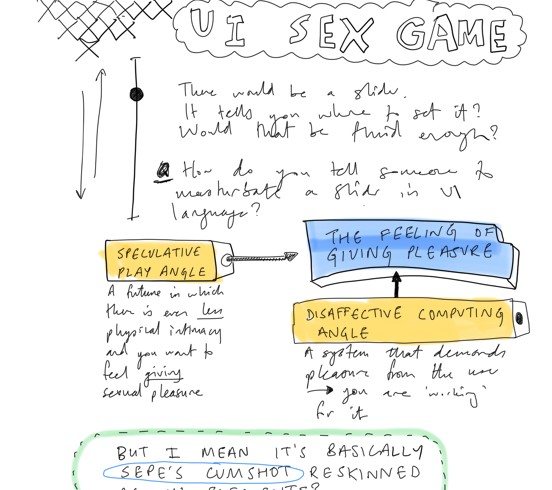 UI SEX GAME
There would be a slider.
It tells you where to set it?
Would that be fluid enough?
Q How do you tell someone to
masturbate a slider in UI
language?
SPECULATIVE
PLAY ANGLE
A future in which
there is even less
physical intimacy
and you want to
feel giving
sexual pleasure
THE FEELING OF
GIVING PLEASURE
DISAFFECTIVE COMPUTING
ANGLE
A system that demands
pleasure from the user
→ you are 'working'
for it
BUT I MEAN IT'S BASICALLY
SEPE'S CUMSHOT RESKINNED